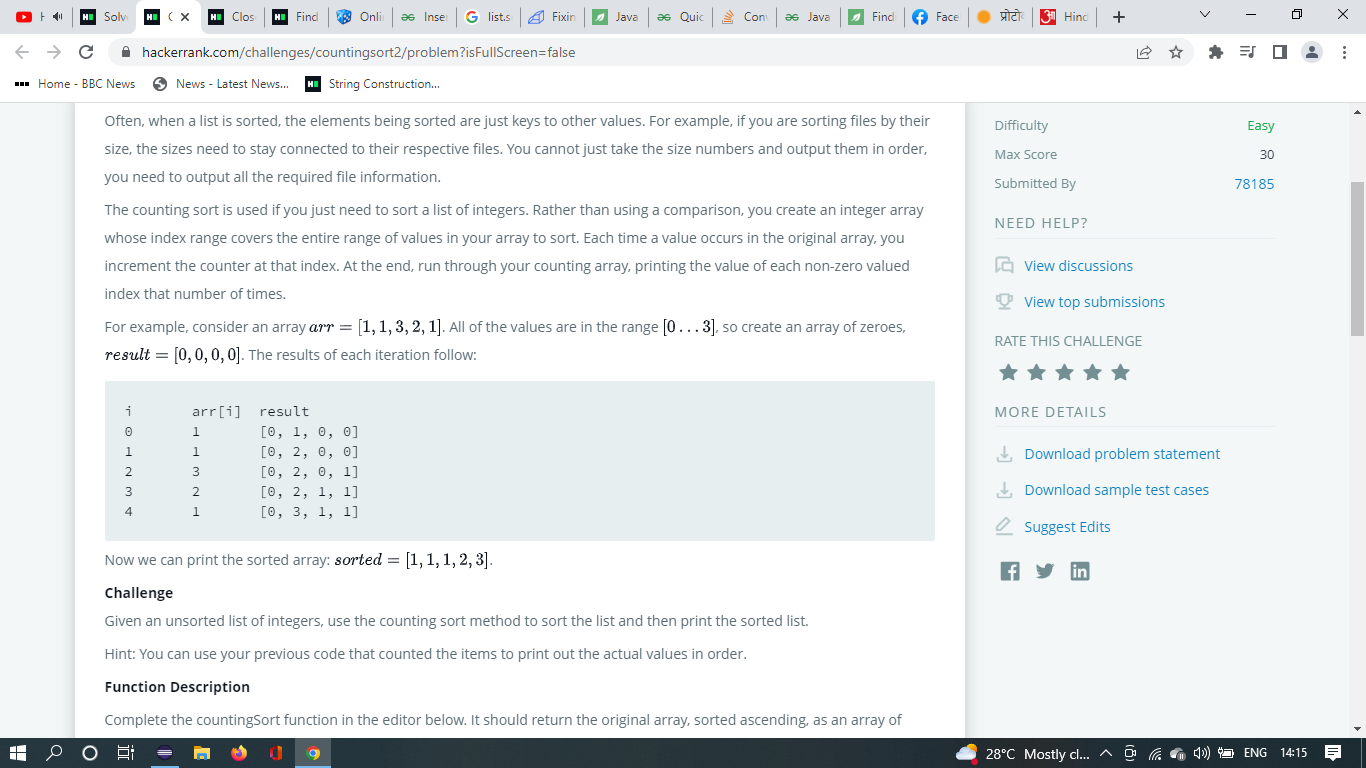 Solv
Clos
Find
Onlin
Inse
list.s
Fixin
Java
Quic
Con
Java
Find
Face
प्रोटो
Hinc
hackerrank.com/challenges/countingsort2/problem?isFullScreen=false
Home - BBC News
News - Latest News...
String Construction...
Often, when a list is sorted, the elements being sorted are just keys to other values. For example, if you are sorting files by their
size, the sizes need to stay connected to their respective files. You cannot just take the size numbers and output them in order,
you need to output all the required file information.
The counting sort is used if you just need to sort a list of integers. Rather than using a comparison, you create an integer array
whose index range covers the entire range of values in your array to sort. Each time a value occurs in the original array, you
increment the counter at that index. At the end, run through your counting array, printing the value of each non-zero valued
index that number of times.
For example, consider an array arr = [1, 1, 3, 2, 1]. All of the values are in the range [0 . . . 3], so create an array of zeroes,
result = [0, 0, 0, 0]. The results of each iteration follow:
i arr[i] result
0 1 [0, 1, 0, 0]
1 1 [0, 2, 0, 0]
2 3 [0, 2, 0, 1]
3 2 [0, 2, 1, 1]
4 1 [0, 3, 1, 1]
Now we can print the sorted array: sorted = [1, 1, 1, 2, 3].
Challenge
Given an unsorted list of integers, use the counting sort method to sort the list and then print the sorted list.
Hint: You can use your previous code that counted the items to print out the actual values in order.
Function Description
Complete the countingSort function in the editor below. It should return the original array, sorted ascending, as an array of
Difficulty Easy
Max Score 30
Submitted By 78185
NEED HELP?
View discussions
View top submissions
RATE THIS CHALLENGE
MORE DETAILS
Download problem statement
Download sample test cases
Suggest Edits
28°C Mostly cl... ENG 14:15